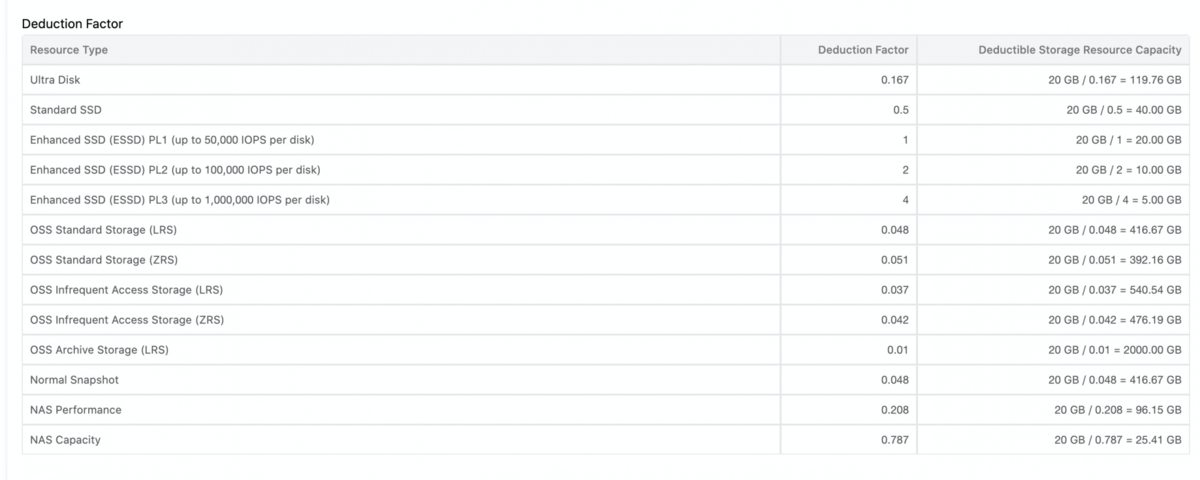 Deduction Factor
Resource Type Deduction Factor Deductible Storage Resource Capacity
Ultra Disk 0.167 20 GB / 0.167 = 119.76 GB
Standard SSD 0.5 20 GB / 0.5 = 40.00 GB
Enhanced SSD (ESSD) PL1 (up to 50,000 IOPS per disk) 1 20 GB / 1 = 20.00 GB
Enhanced SSD (ESSD) PL2 (up to 100,000 IOPS per disk) 2 20 GB / 2 = 10.00 GB
Enhanced SSD (ESSD) PL3 (up to 1,000,000 IOPS per disk) 4 20 GB / 4 = 5.00 GB
OSS Standard Storage (LRS) 0.048 20 GB / 0.048 = 416.67 GB
OSS Standard Storage (ZRS) 0.051 20 GB / 0.051 = 392.16 GB
OSS Infrequent Access Storage (LRS) 0.037 20 GB / 0.037 = 540.54 GB
OSS Infrequent Access Storage (ZRS) 0.042 20 GB / 0.042 = 476.19 GB
OSS Archive Storage (LRS) 0.01 20 GB / 0.01 = 2000.00 GB
Normal Snapshot 0.048 20 GB / 0.048 = 416.67 GB
NAS Performance 0.208 20 GB / 0.208 = 96.15 GB
NAS Capacity 0.787 20 GB / 0.787 = 25.41 GB